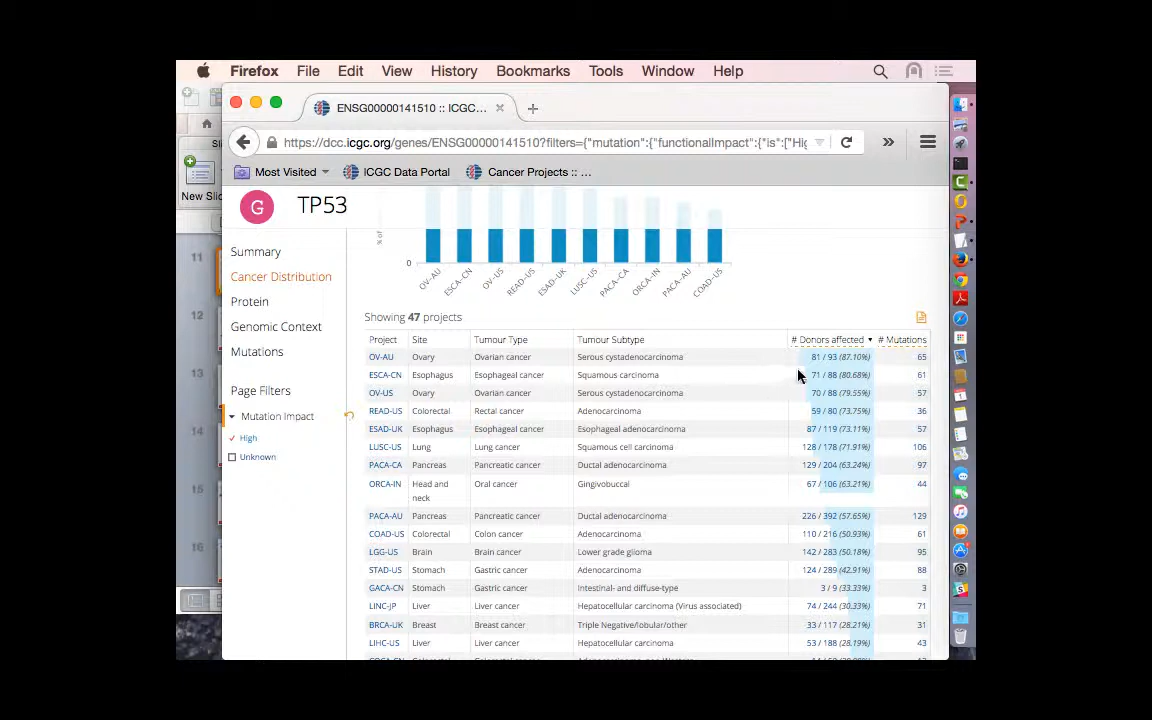 Firefox File Edit View History Bookmarks Tools Window Help
ENSG00000141510 :: ICGC...
https://dcc.icgc.org/genes/ENSG00000141510?filters={"mutation":{"functionalImpact":{"is":["Hig
Most Visited ICGC Data Portal Cancer Projects :: ...
New Slid
G TP53
% of
0
OV-AU ESCA-CN OV-US READ-US ESAD-UK LUSC-US PACA-CA ORCA-IN PACA-AU COAD-US
Summary
Cancer Distribution
Protein
Genomic Context
Mutations
Page Filters
Mutation Impact
High
Unknown
11
12
13
14
15
16
Showing 47 projects
Project Site Tumour Type Tumour Subtype # Donors affected # Mutations
OV-AU Ovary Ovarian cancer Serous cystadenocarcinoma 81 / 93 (87.10%) 65
ESCA-CN Esophagus Esophageal cancer Squamous carcinoma 71 / 88 (80.68%) 61
OV-US Ovary Ovarian cancer Serous cystadenocarcinoma 70 / 88 (79.55%) 57
READ-US Colorectal Rectal cancer Adenocarcinoma 59 / 80 (73.75%) 36
ESAD-UK Esophagus Esophageal cancer Esophageal adenocarcinoma 87 / 119 (73.11%) 57
LUSC-US Lung Lung cancer Squamous cell carcinoma 128 / 178 (71.91%) 106
PACA-CA Pancreas Pancreatic cancer Ductal adenocarcinoma 129 / 204 (63.24%) 97
ORCA-IN Head and neck Oral cancer Gingivobuccal 67 / 106 (63.21%) 44
PACA-AU Pancreas Pancreatic cancer Ductal adenocarcinoma 226 / 392 (57.65%) 129
COAD-US Colorectal Colon cancer Adenocarcinoma 110 / 216 (50.93%) 61
LGG-US Brain Brain cancer Lower grade glioma 142 / 283 (50.18%) 95
STAD-US Stomach Gastric cancer Adenocarcinoma 124 / 289 (42.91%) 88
GACA-CN Stomach Gastric cancer Intestinal- and diffuse-type 3 / 9 (33.33%) 3
LINC-JP Liver Liver cancer Hepatocellular carcinoma (Virus associated) 74 / 244 (30.33%) 71
BRCA-UK Breast Breast cancer Triple Negative/lobular/other 33 / 117 (28.21%) 31
LIHC-US Liver Liver cancer Hepatocellular carcinoma 53 / 188 (28.19%) 43